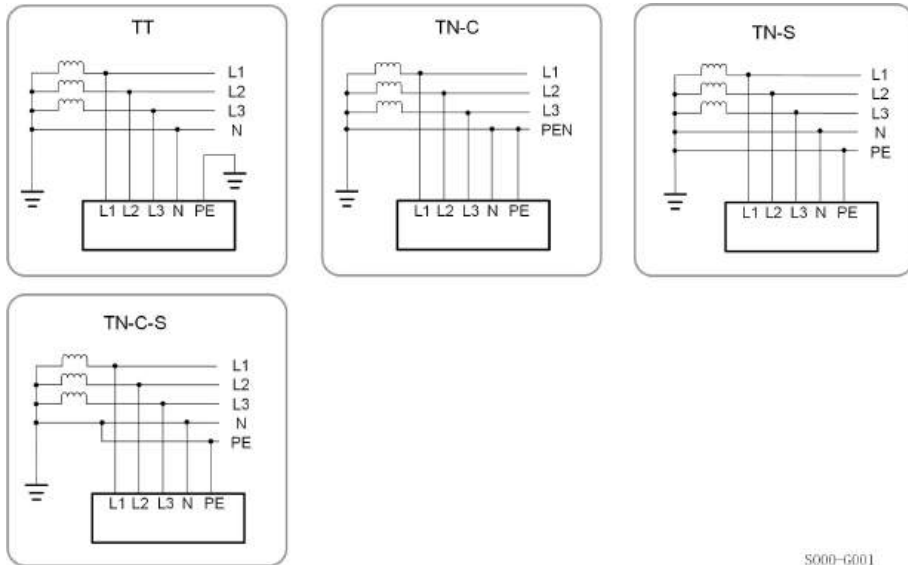 TT
L1
L2
L3
N
L1 L2 L3 N PE
TN-C
L1
L2
L3
PEN
L1 L2 L3 N PE
TN-S
L1
L2
L3
N
PE
L1 L2 L3 N PE
TN-C-S
L1
L2
L3
N
PE
L1 L2 L3 N PE
S000-G001